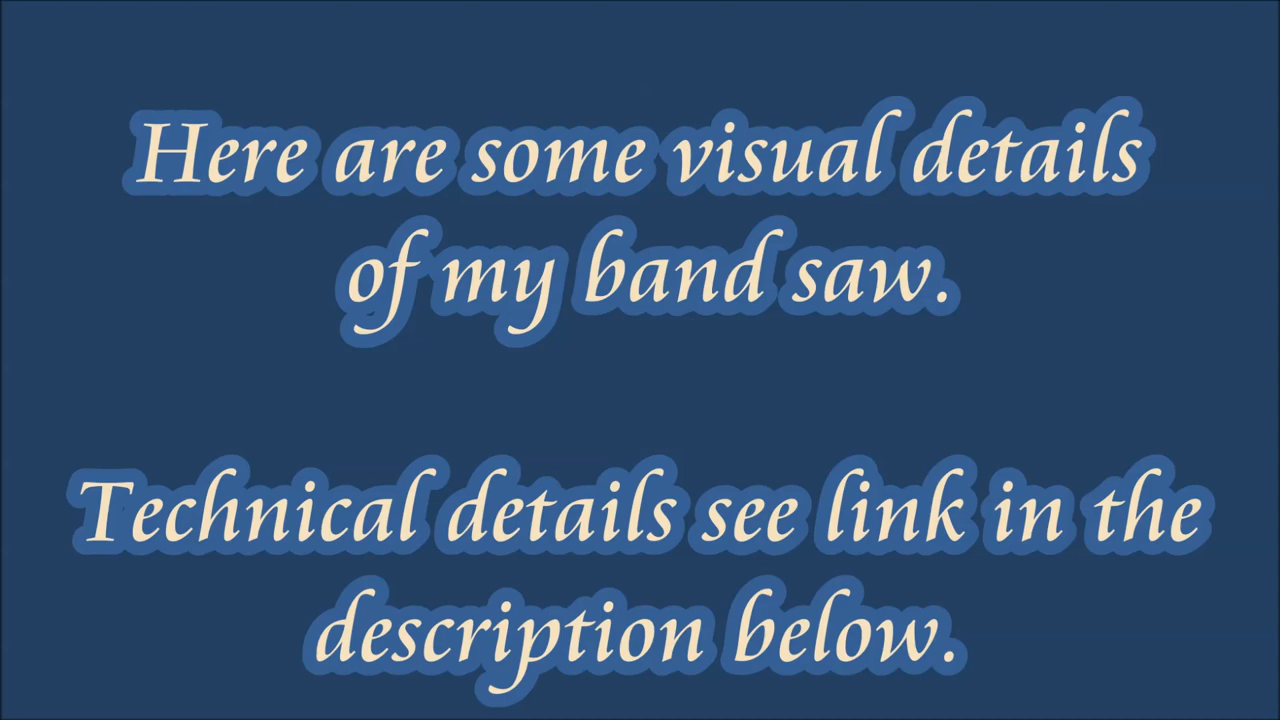 Here are some visual details
of my band saw.
Technical details see link in the
description below.